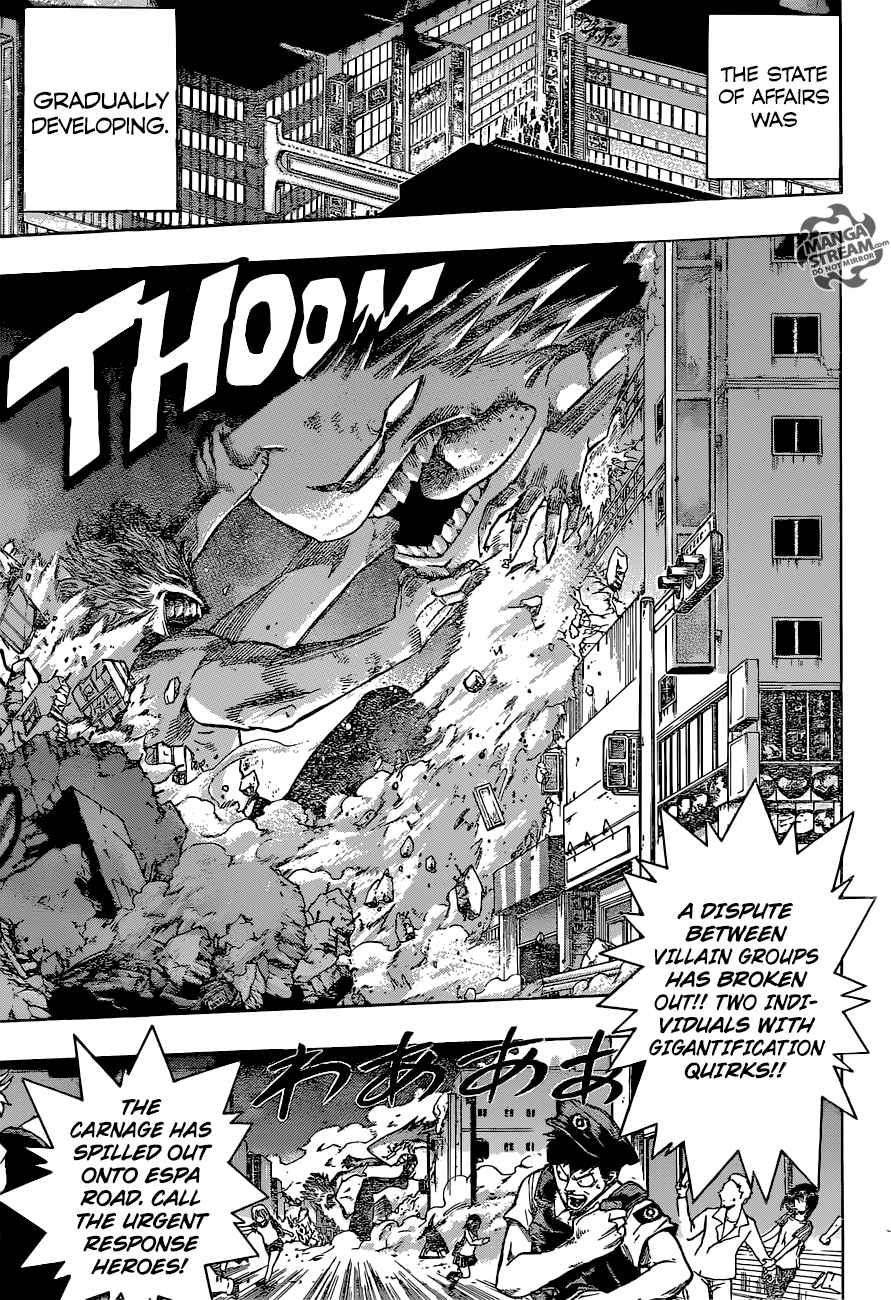 THE STATE
OF AFFAIRS
WAS
GRADUALLY
DEVELOPING.
MANGA
STREAM.com
DO NOT MIRROR
THOOM
A DISPUTE
BETWEEN
VILLAIN GROUPS
HAS BROKEN
OUT!! TWO INDI-
VIDUALS WITH
GIGANTIFICATION
QUIRKS!!
わあああ
THE
CARNAGE HAS
SPILLED OUT
ONTO ESPA
ROAD. CALL
THE URGENT
RESPONSE
HEROES!